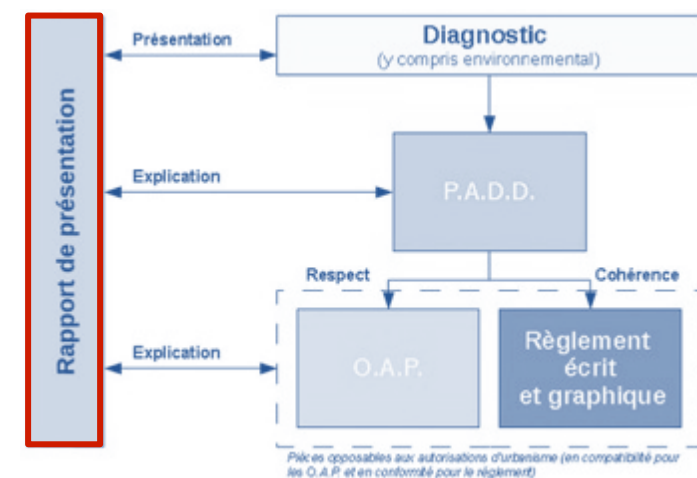 Rapport de présentation
Présentation
Diagnostic
(y compris environnemental)
Explication
P.A.D.D.
Respect
Cohérence
Explication
O.A.P.
Règlement
écrit
et graphique
Pièces opposables aux autorisations d'urbanisme (en compatibilité pour
les O.A.P. et en conformité pour le règlement)